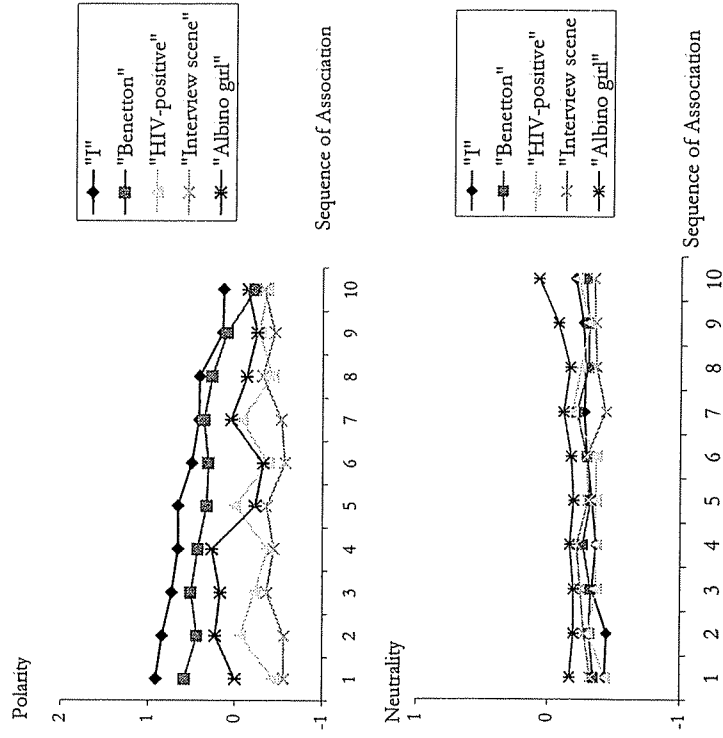 Polarity
2
1
0
-1
1 2 3 4 5 6 7 8 9 10
Sequence of Association
"I"
"Benetton"
"HIV-positive"
"Interview scene"
"Albino girl"
Neutrality
1
0
-1
1 2 3 4 5 6 7 8 9 10
Sequence of Association
"I"
"Benetton"
"HIV-positive"
"Interview scene
"Albino girl"